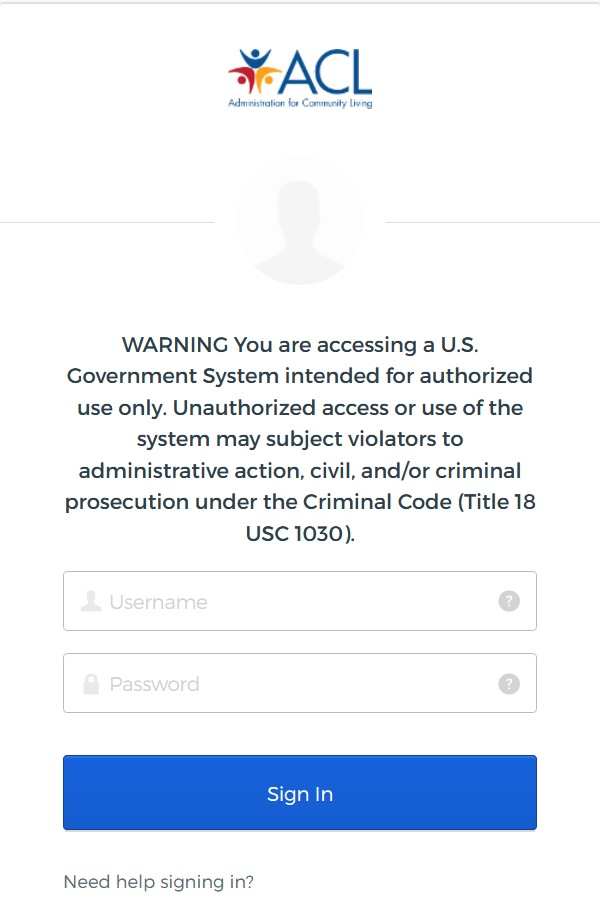 ACL
Administration for Community Living
WARNING You are accessing a U.S.
Government System intended for authorized
use only. Unauthorized access or use of the
system may subject violators to
administrative action, civil, and/or criminal
prosecution under the Criminal Code (Title 18
USC 1030).
Username ?
Password ?
Sign In
Need help signing in?